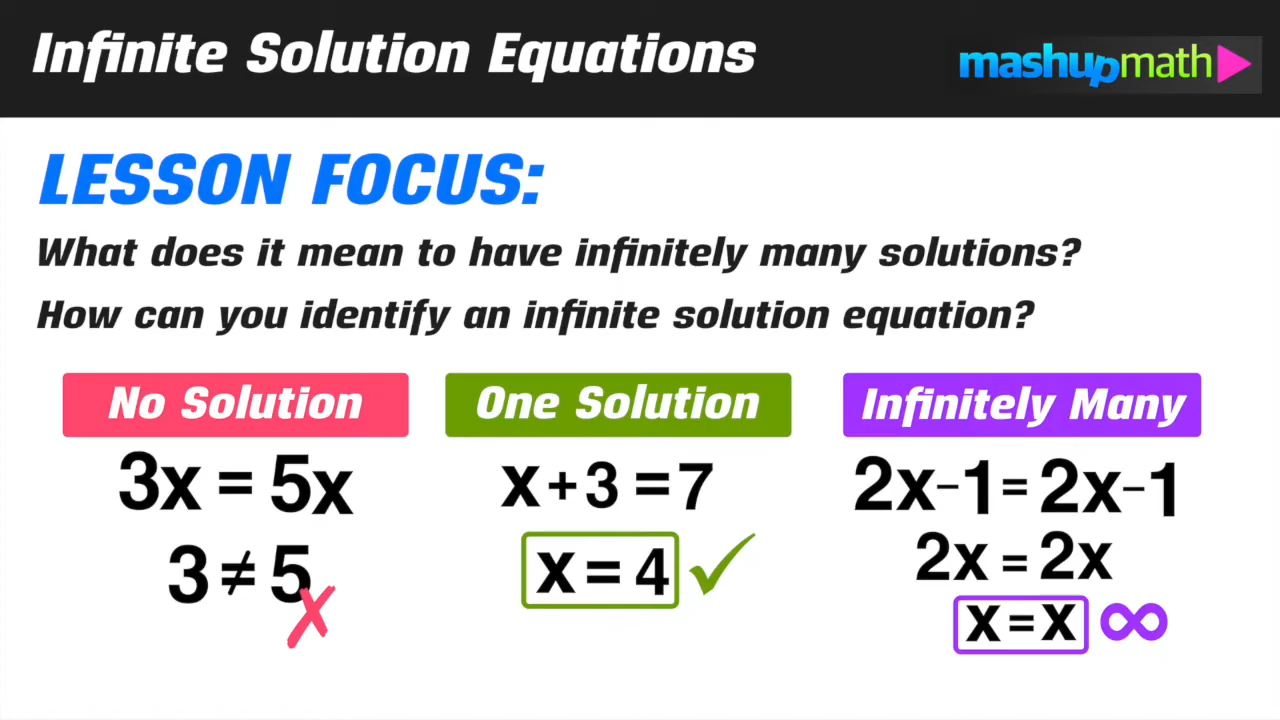 Infinite Solution Equations
mashupmath
LESSON FOCUS:
What does it mean to have infinitely many solutions?
How can you identify an infinite solution equation?
No Solution
3x = 5x
3 ≠ 5
X
One Solution
x + 3 = 7
x = 4 ✓
Infinitely Many
2x - 1 = 2x - 1
2x = 2x
x = x ∞